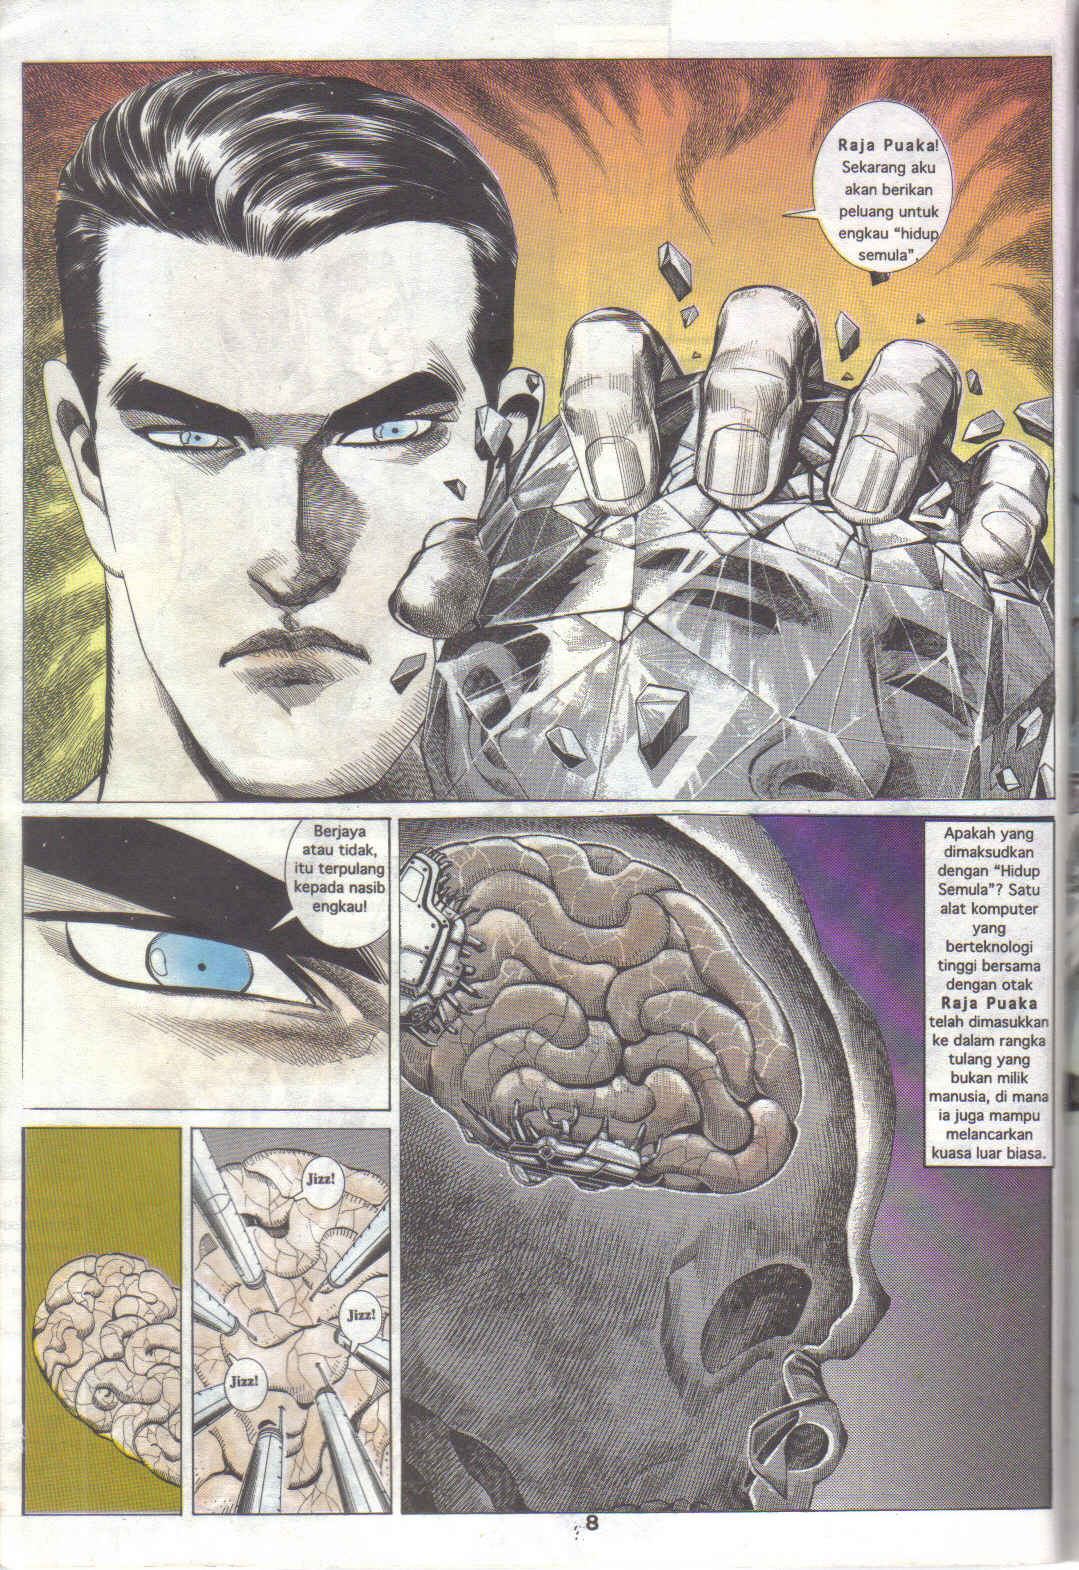 Raja Puaka!
Sekarang aku
akan berikan
peluang untuk
engkau “hidup
semula”.
Berjaya
atau tidak,
itu terpulang
kepada nasib
engkau!
Apakah yang
dimaksudkan
dengan “Hidup
Semula”? Satu
alat komputer
yang
berteknologi
tinggi bersama
dengan otak
Raja Puaka
telah dimasukkan
ke dalam rangka
tulang yang
bukan milik
manusia, di mana
ia juga mampu
melancarkan
kuasa luar biasa.
Jizz!
Jizz!
Jizz!
8